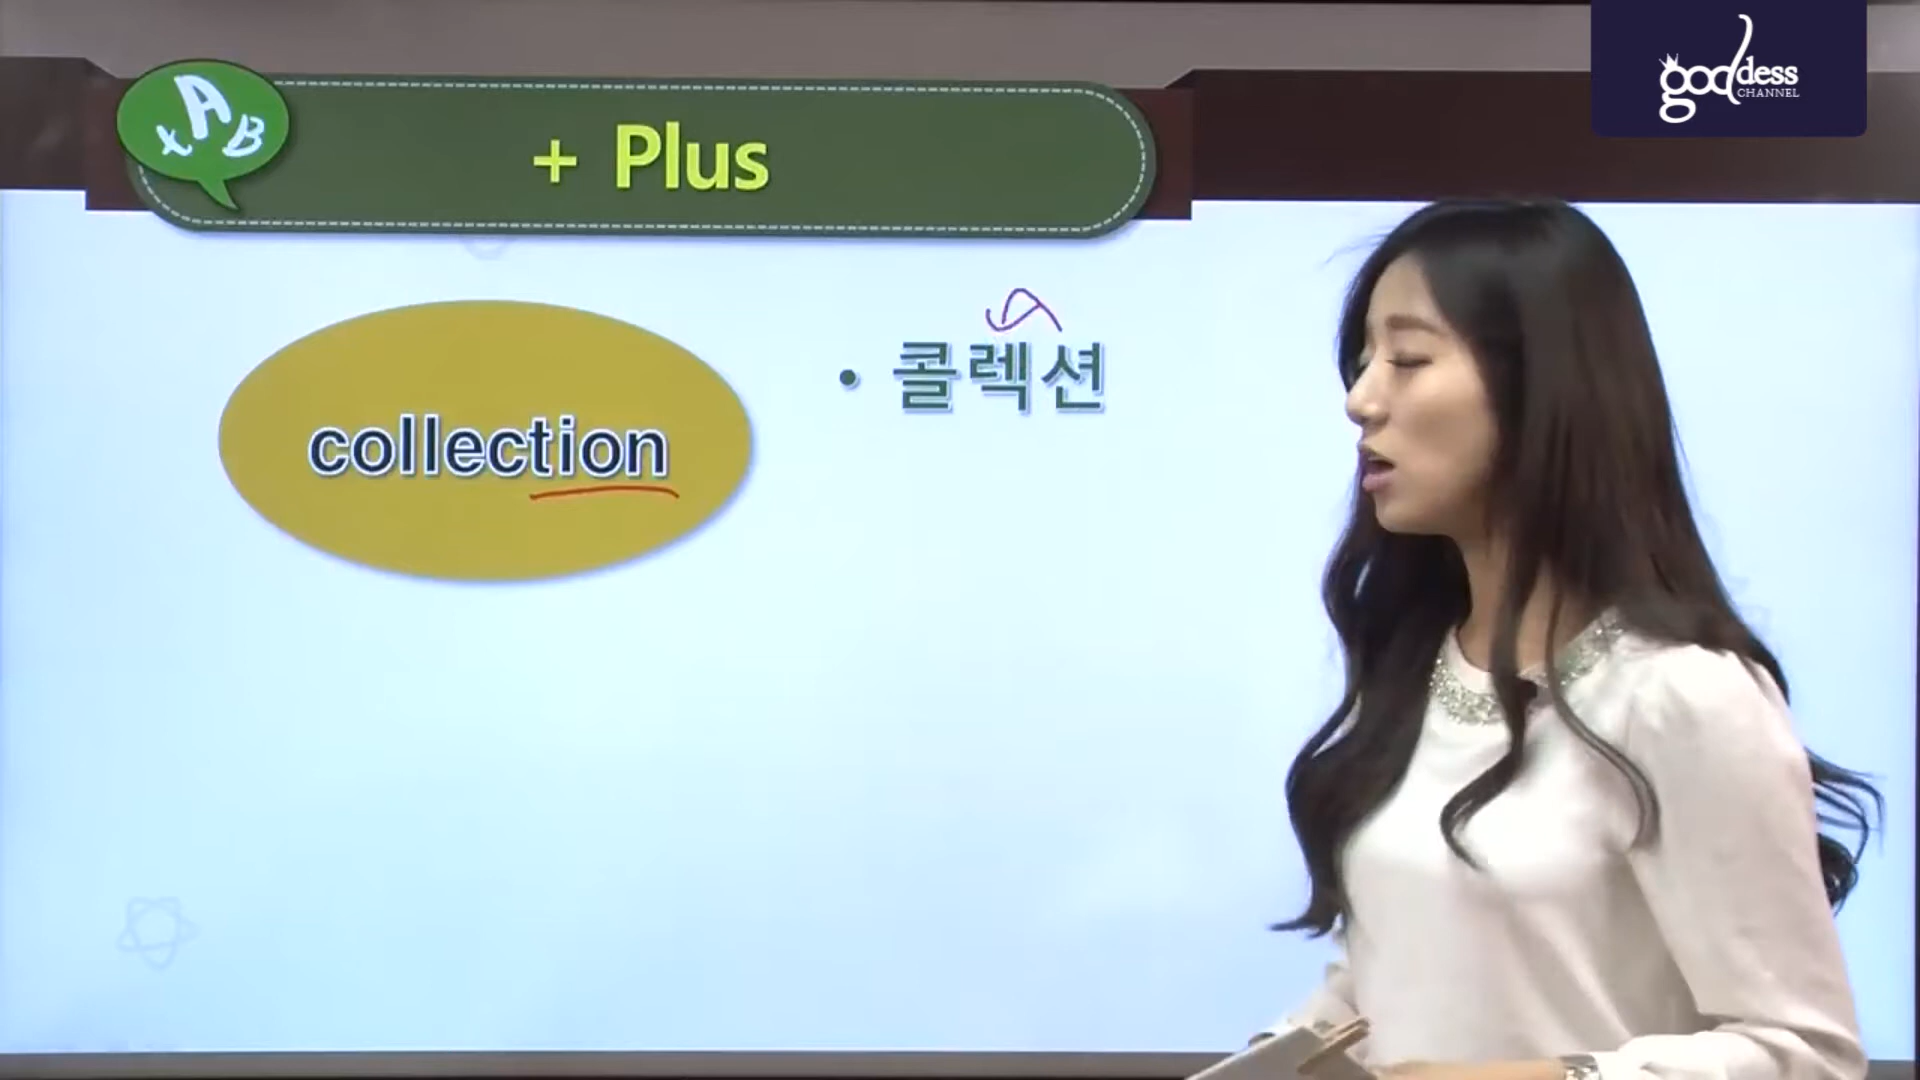 goddess
CHANNEL
A B t
+ Plus
• 콜렉션
collection